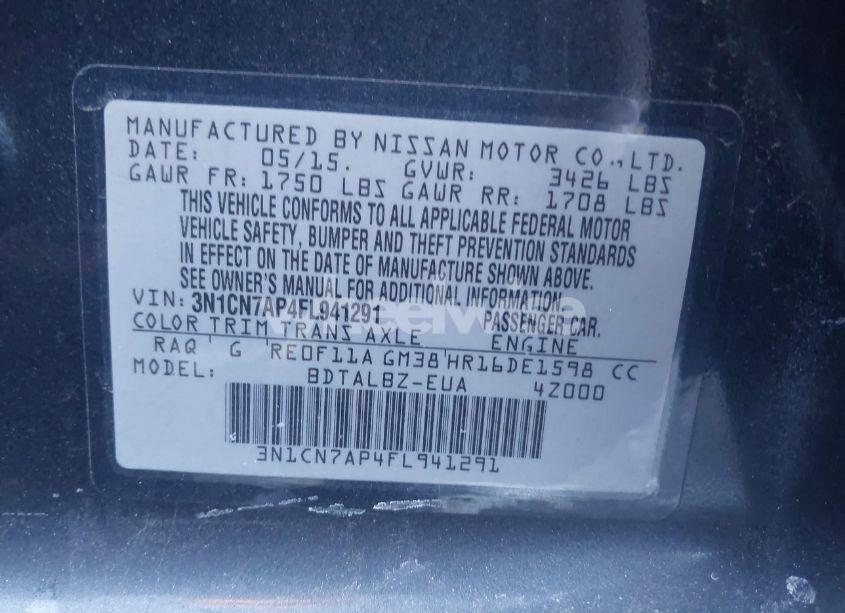 MANUFACTURED BY NISSAN MOTOR CO., LTD.
DATE: 05/15. GVWR: 3426 LBS
GAWR FR: 1750 LBS GAWR RR: 1708 LBS
THIS VEHICLE CONFORMS TO ALL APPLICABLE FEDERAL MOTOR
VEHICLE SAFETY, BUMPER AND THEFT PREVENTION STANDARDS
IN EFFECT ON THE DATE OF MANUFACTURE SHOWN ABOVE.
SEE OWNER'S MANUAL FOR ADDITIONAL INFORMATION.
VIN: 3N1CN7AP4FL941291 PASSENGER CAR.
COLOR TRIM TRANS AXLE ENGINE
RAQ G RE0F11A GM38 HR16DE1598 CC
MODEL: BDTALBZ-EUA 4Z000
3N1CN7AP4FL941291